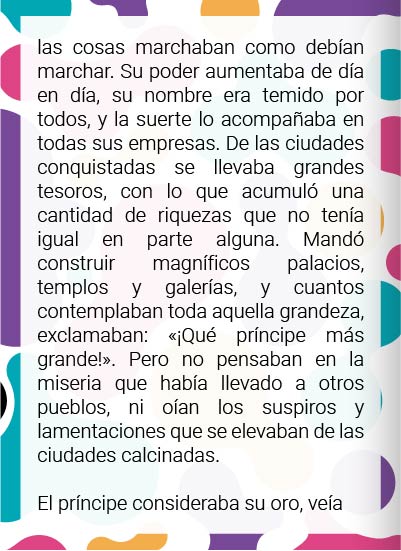 las cosas marchaban como debían
marchar. Su poder aumentaba de día
en día, su nombre era temido por
todos, y la suerte lo acompañaba en
todas sus empresas. De las ciudades
conquistadas se llevaba grandes
tesoros, con lo que acumuló una
cantidad de riquezas que no tenía
igual en parte alguna. Mandó
construir magníficos palacios,
templos y galerías, y cuantos
contemplaban toda aquella grandeza,
exclamaban: «¡Qué príncipe más
grande!». Pero no pensaban en la
miseria que había llevado a otros
pueblos, ni oían los suspiros y
lamentaciones que se elevaban de las
ciudades calcinadas.
El príncipe consideraba su oro, veía